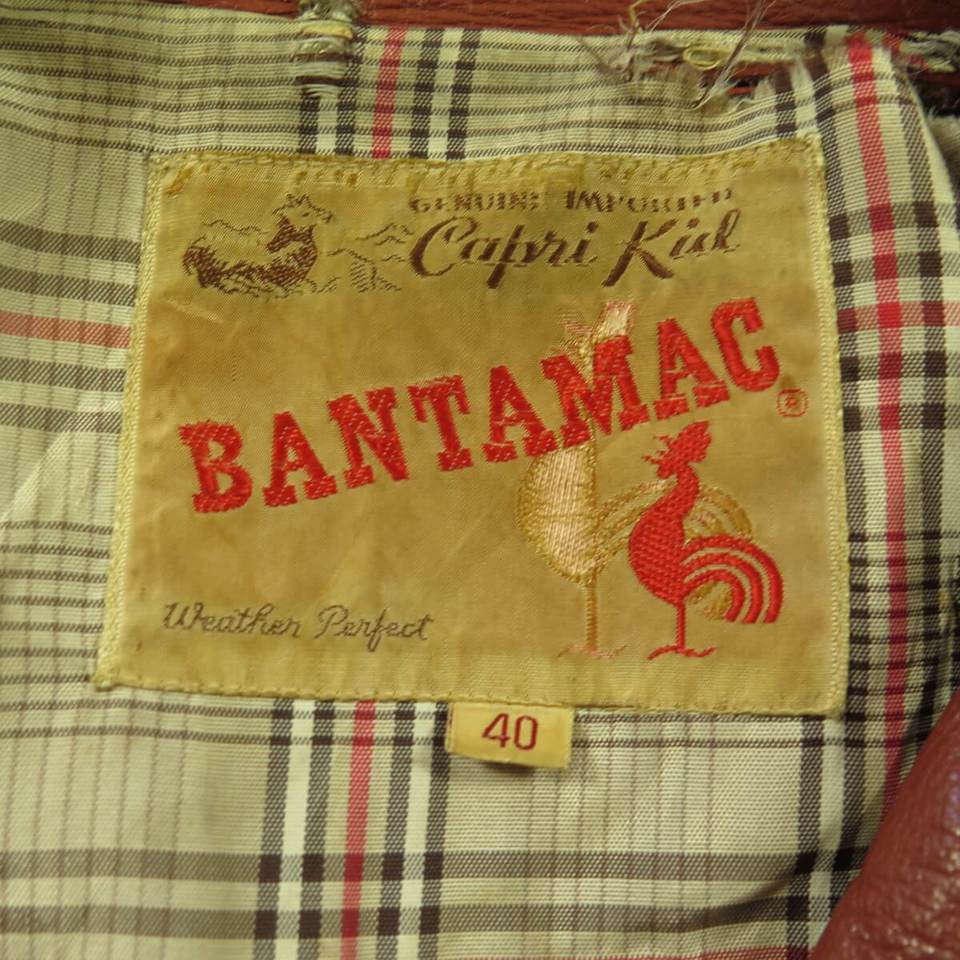 GENUINE IMPORTED
Capri Kid
BANTAMAC ®
Weather Perfect
40